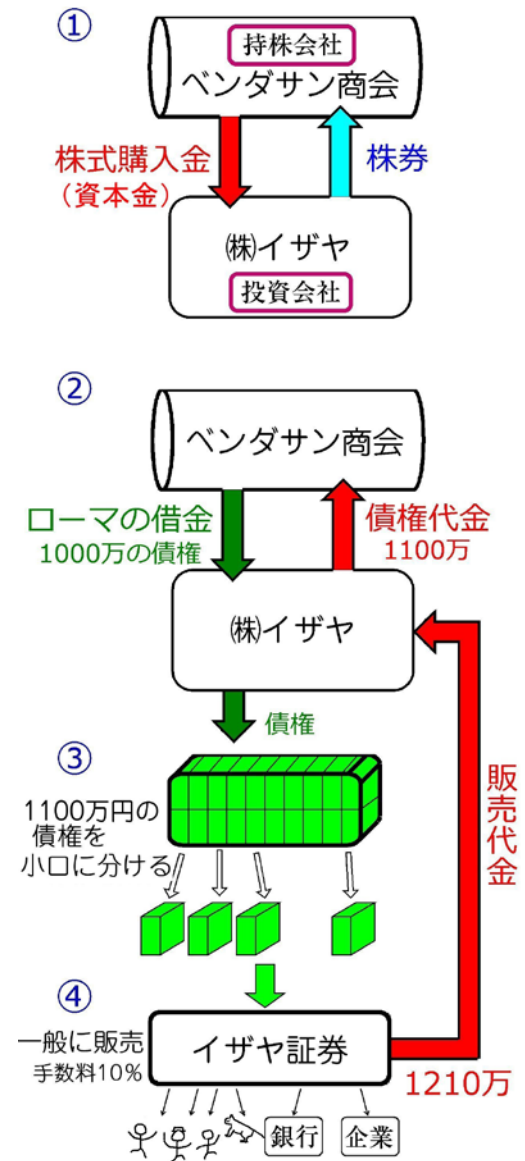 ①
持株会社
ベンダサン商会
株式購入金
（資本金）
株券
㈱イザヤ
投資会社
②
ベンダサン商会
ローマの借金
1000万の債権
債権代金
1100万
㈱イザヤ
債権
③
1100万円の
債権を
小口に分ける
販売代金
④
一般に販売
手数料10%
イザヤ証券
1210万
銀行
企業